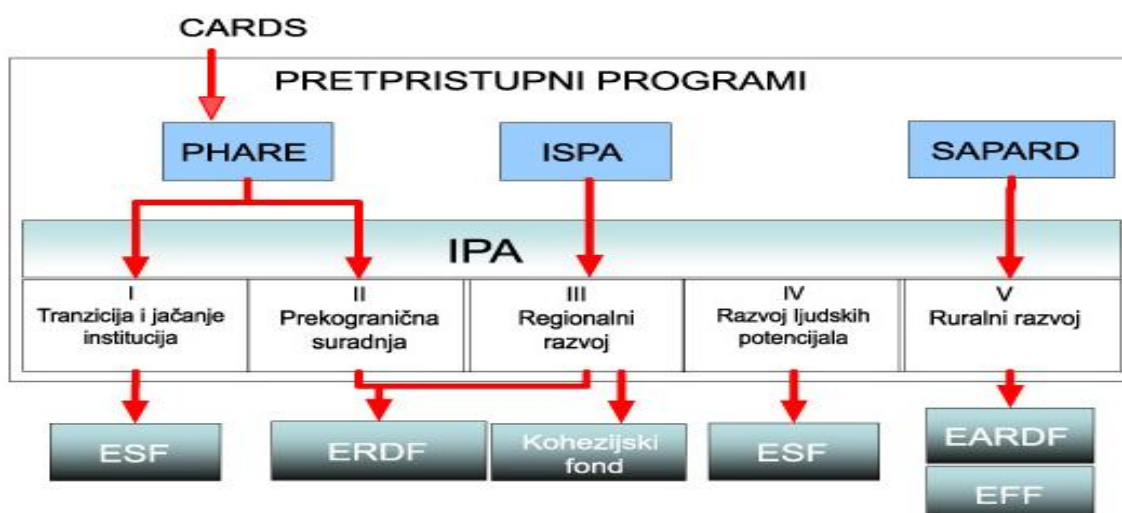 CARDS
PRETPRISTUPNI PROGRAMI
PHARE
ISPA
SAPARD
IPA
I
Tranzicija i jačanje
institucija
II
Prekogranična
suradnja
III
Regionalni
razvoj
IV
Razvoj ljudskih
potencijala
V
Ruralni razvoj
ESF
ERDF
Kohezijski
fond
ESF
EARDF
EFF